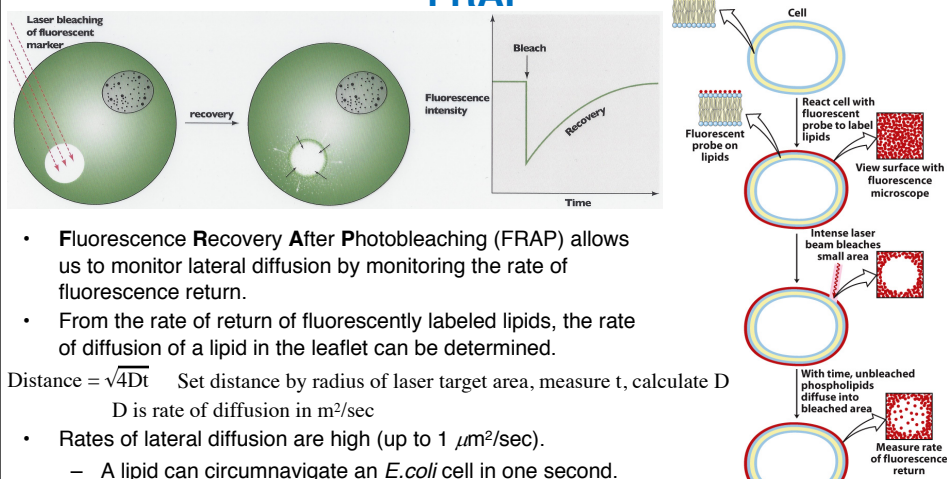 FRAP
Laser bleaching
of fluorescent
marker
recovery
Fluorescence
intensity
Bleach
Recovery
Time
• Fluorescence Recovery After Photobleaching (FRAP) allows
us to monitor lateral diffusion by monitoring the rate of
fluorescence return.
• From the rate of return of fluorescently labeled lipids, the rate
of diffusion of a lipid in the leaflet can be determined.
Distance = √4Dt Set distance by radius of laser target area, measure t, calculate D
D is rate of diffusion in m²/sec
• Rates of lateral diffusion are high (up to 1 μm²/sec).
– A lipid can circumnavigate an E.coli cell in one second.
Cell
React cell with
fluorescent
probe to label
lipids
Fluorescent
probe on
lipids
View surface with
fluorescence
microscope
Intense laser
beam bleaches
small area
With time, unbleached
phospholipids
diffuse into
bleached area
Measure rate
of fluorescence
return